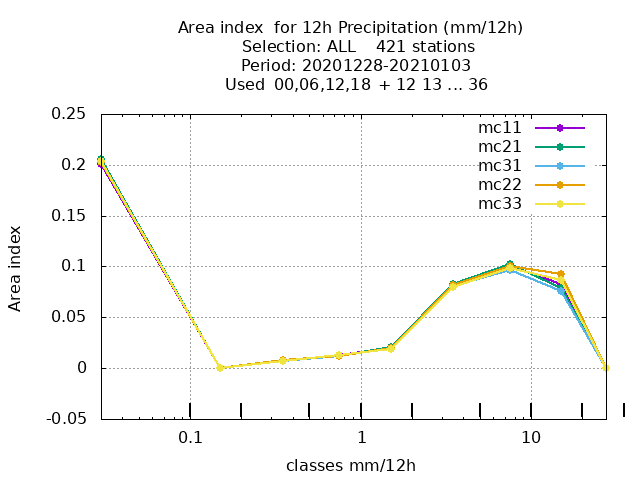 Area index  for 12h Precipitation (mm/12h)
Selection: ALL    421 stations
Period: 20201228-20210103
Used  00,06,12,18  + 12 13 ... 36
0.25
0.2
0.15
0.1
0.05
0
-0.05
Area index
mc11
mc21
mc31
mc22
mc33
0.1
1
10
classes mm/12h